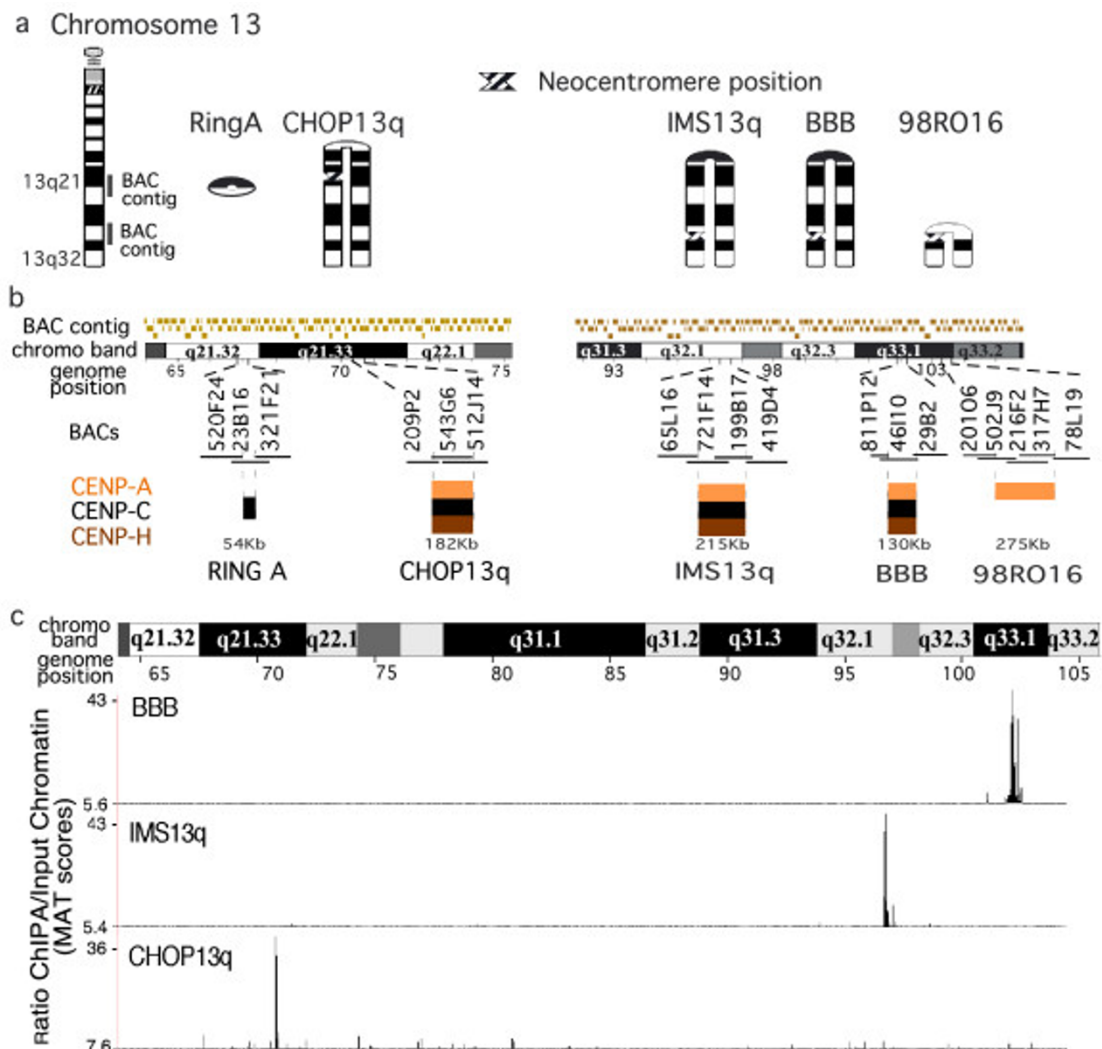 a Chromosome 13
Neocentromere position
RingA CHOP13q IMS13q BBB 98RO16
13q21 BAC contig
BAC contig
13q32
b
BAC contig
chromo band q21.32 q21.33 q22.1 q31.3 q32.1 q32.3 q33.1 q33.2
genome position 65 70 75 93 98 103
BACs 520F24 23B16 321F21 209P2 543G6 512J14 65L16 721F14 199B17 419D4 811P12 46I10 29B2 201O6 502J9 216F2 317H7 78L19
CENP-A
CENP-C
CENP-H
54Kb 182Kb 215Kb 130Kb 275Kb
RING A CHOP13q IMS13q BBB 98RO16
c
chromo band q21.32 q21.33 q22.1 q31.1 q31.2 q31.3 q32.1 q32.3 q33.1 q33.2
genome position 65 70 75 80 85 90 95 100 105
Ratio ChIPA/Input Chromatin
(MAT scores)
43 BBB
5.6
43 IMS13q
5.4
36 CHOP13q
7.6